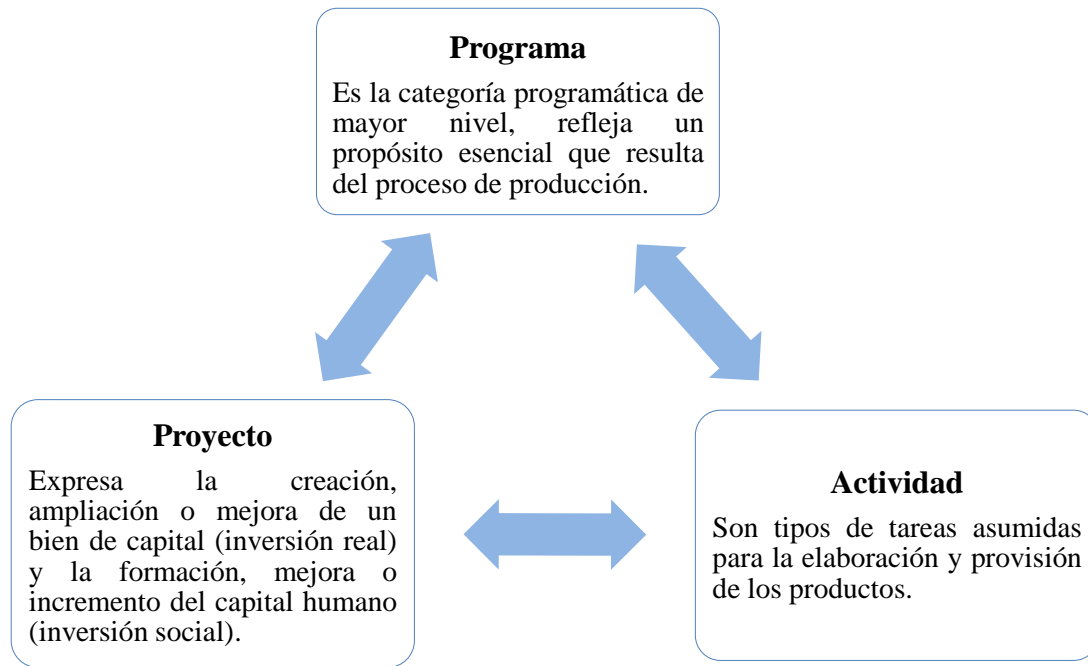 Programa
Es la categoría programática de
mayor nivel, refleja un
propósito esencial que resulta
del proceso de producción.
Proyecto
Expresa la creación,
ampliación o mejora de un
bien de capital (inversión real)
y la formación, mejora o
incremento del capital humano
(inversión social).
Actividad
Son tipos de tareas asumidas
para la elaboración y provisión
de los productos.